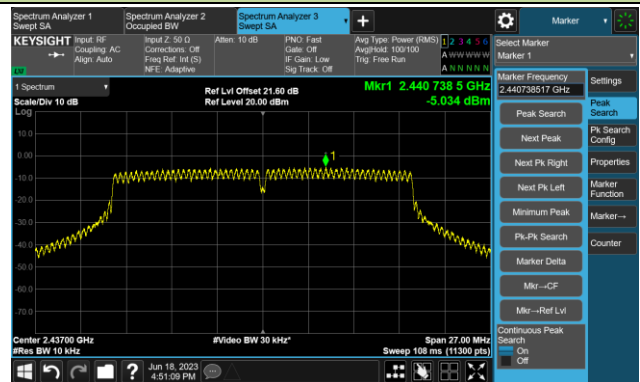 Spectrum Analyzer 1
Swept SA
Spectrum Analyzer 2
Occupied BW
Spectrum Analyzer 3
Swept SA
Marker
KEYSIGHT
Input: RF
Coupling: AC
Align: Auto
Input Z: 50 Ω
Corrections: Off
Freq Ref: Int (S)
NFE: Adaptive
Atten: 10 dB
PNO: Fast
Gate: Off
IF Gain: Low
Sig Track: Off
Avg Type: Power (RMS)
Avg|Hold: 100/100
Trig: Free Run
1 2 3 4 5 6
A W W W W W
A N N N N N
Select Marker
Marker 1
1 Spectrum
Scale/Div 10 dB
Log
Ref Lvl Offset 21.60 dB
Ref Level 20.00 dBm
Mkr1 2.440 738 5 GHz
-5.034 dBm
10.0
0.00
-10.0
-20.0
-30.0
-40.0
-50.0
-60.0
-70.0
1
Center 2.43700 GHz
#Res BW 10 kHz
#Video BW 30 kHz*
Span 27.00 MHz
Sweep 108 ms (11300 pts)
Marker Frequency
2.440738517 GHz
Peak Search
Next Peak
Next Pk Right
Next Pk Left
Minimum Peak
Pk-Pk Search
Marker Delta
Mkr→CF
Mkr→Ref Lvl
Continuous Peak
Search
On
Off
Settings
Peak
Search
Pk Search
Config
Properties
Marker
Function
Marker→
Counter
?
Jun 18, 2023
4:51:09 PM